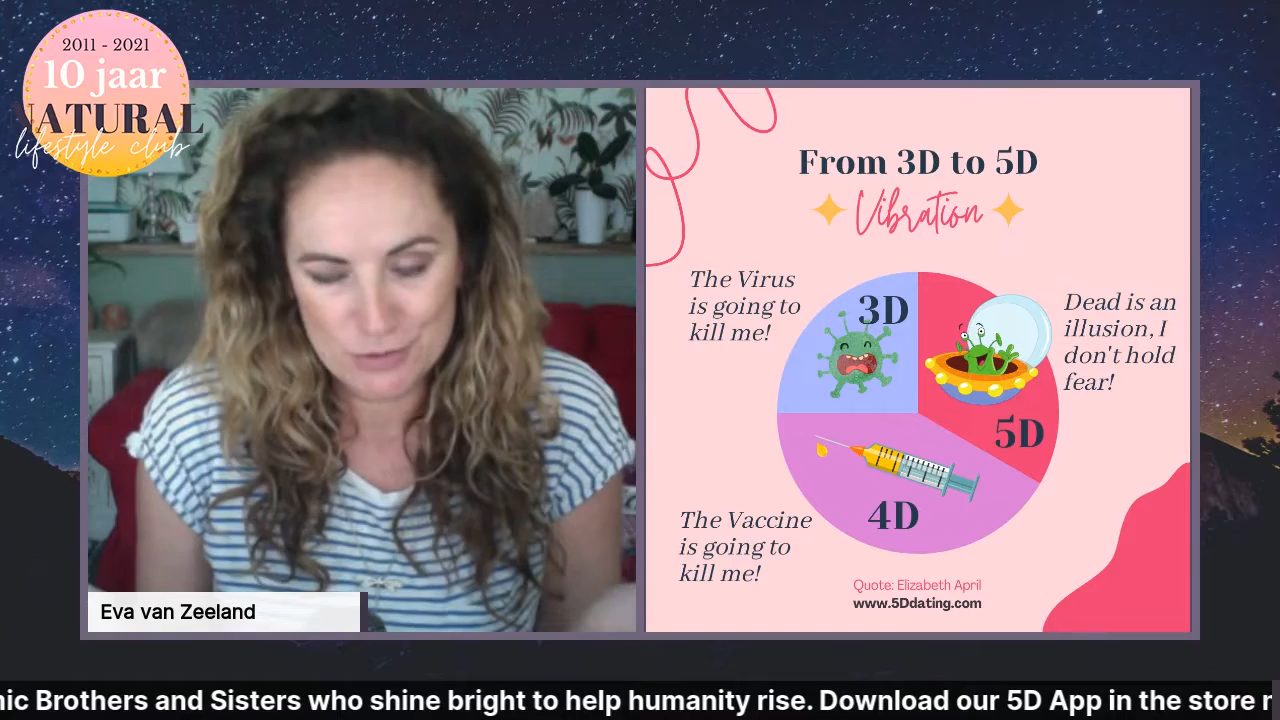 2011 - 2021
10 jaar
NATURAL
lifestyle club
From 3D to 5D
Vibration
The Virus
is going to
kill me!
3D
Dead is an
illusion, I
don't hold
fear!
5D
4D
The Vaccine
is going to
kill me!
Quote: Elizabeth April
www.5Ddating.com
Eva van Zeeland
Brothers and Sisters who shine bright to help humanity rise. Download our 5D App in the store